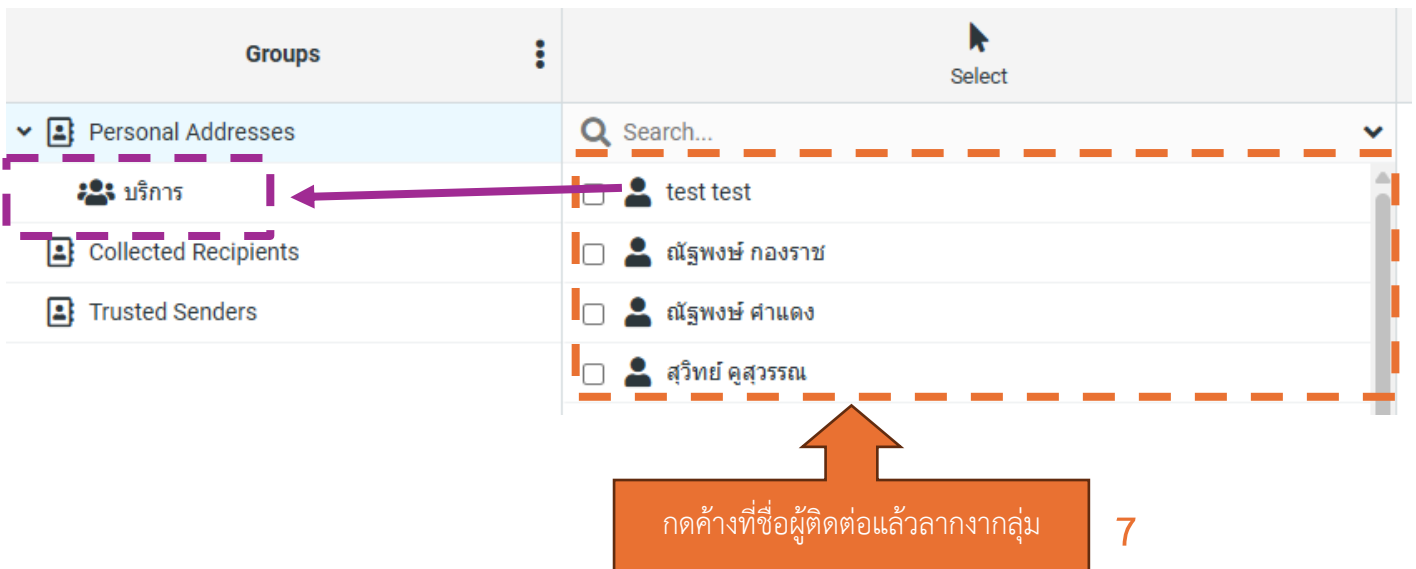 Groups
Select
Personal Addresses
Search...
บริการ
test test
Collected Recipients
ณัฐพงษ์ กองราช
Trusted Senders
ณัฐพงษ์ ศำแดง
สุวิทย์ คูสุวรรณ
กดค้างที่ชื่อผู้ติดต่อแล้วลากงากลุ่ม
7